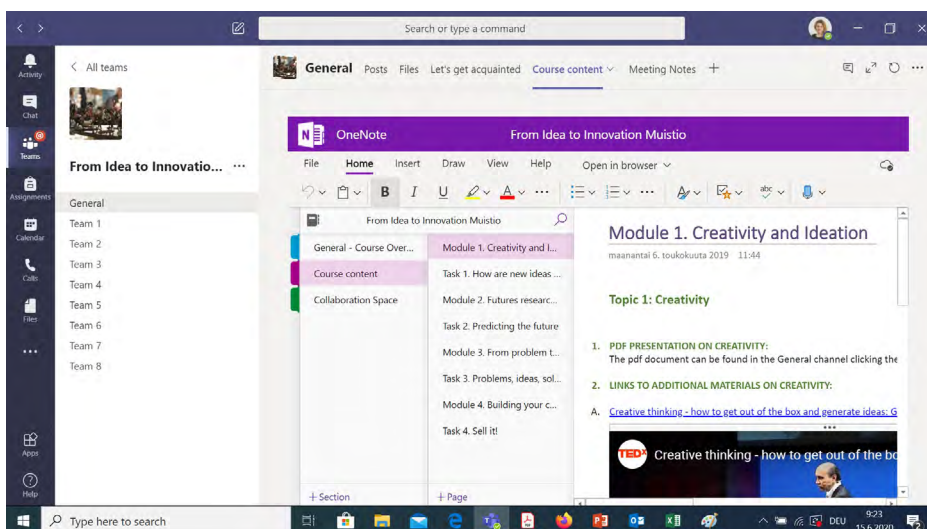 Search or type a command
Activity
Chat
Teams
Assignments
Calendar
Calls
Files
Apps
Help
All teams
From Idea to Innovatio... ...
General
Team 1
Team 2
Team 3
Team 4
Team 5
Team 6
Team 7
Team 8
General Posts Files Let's get acquainted Course content Meeting Notes +
N OneNote From Idea to Innovation Muistio
File Home Insert Draw View Help Open in browser
B I U A ... abc
From Idea to Innovation Muistio
General - Course Over...
Course content
Collaboration Space
+ Section
Module 1. Creativity and I...
Task 1. How are new ideas ...
Module 2. Futures researc...
Task 2. Predicting the future
Module 3. From problem t...
Task 3. Problems, ideas, sol...
Module 4. Building your c...
Task 4. Sell it!
+ Page
Module 1. Creativity and Ideation
maanantai 6. toukokuuta 2019 11:44
Topic 1: Creativity
1. PDF PRESENTATION ON CREATIVITY:
The pdf document can be found in the General channel clicking the
2. LINKS TO ADDITIONAL MATERIALS ON CREATIVITY:
A. Creative thinking - how to get out of the box and generate ideas: G
TEDx Creative thinking - how to get out of the bo
Type here to search
DEU
9:23
15.6.2020